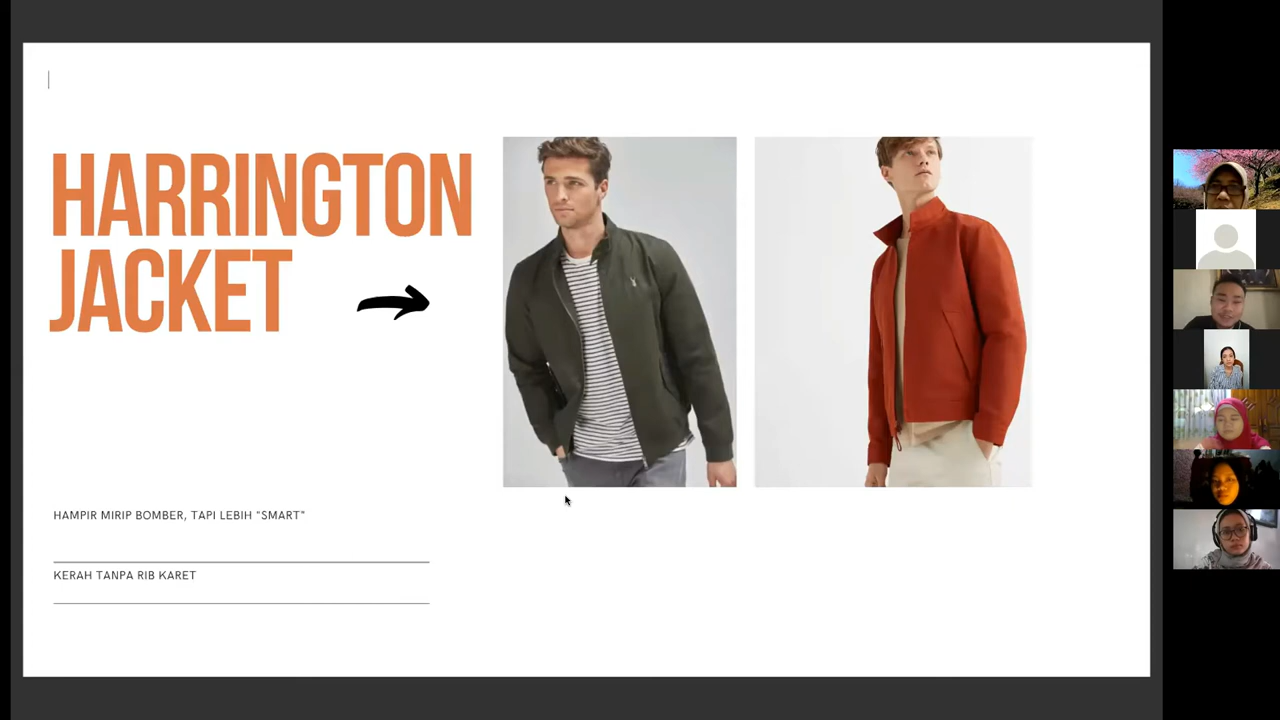 HARRINGTON
JACKET
HAMPIR MIRIP BOMBER, TAPI LEBIH "SMART"
KERAH TANPA RIB KARET